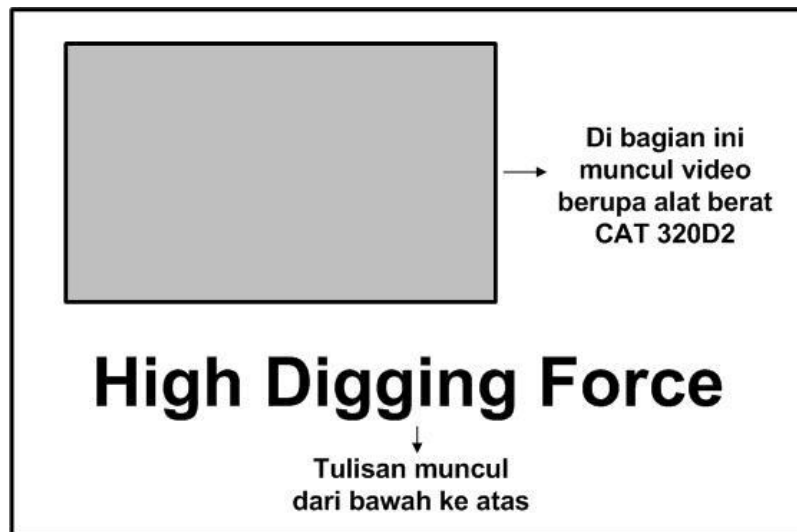 Di bagian ini
muncul video
berupa alat berat
CAT 320D2
High Digging Force
Tulisan muncul
dari bawah ke atas